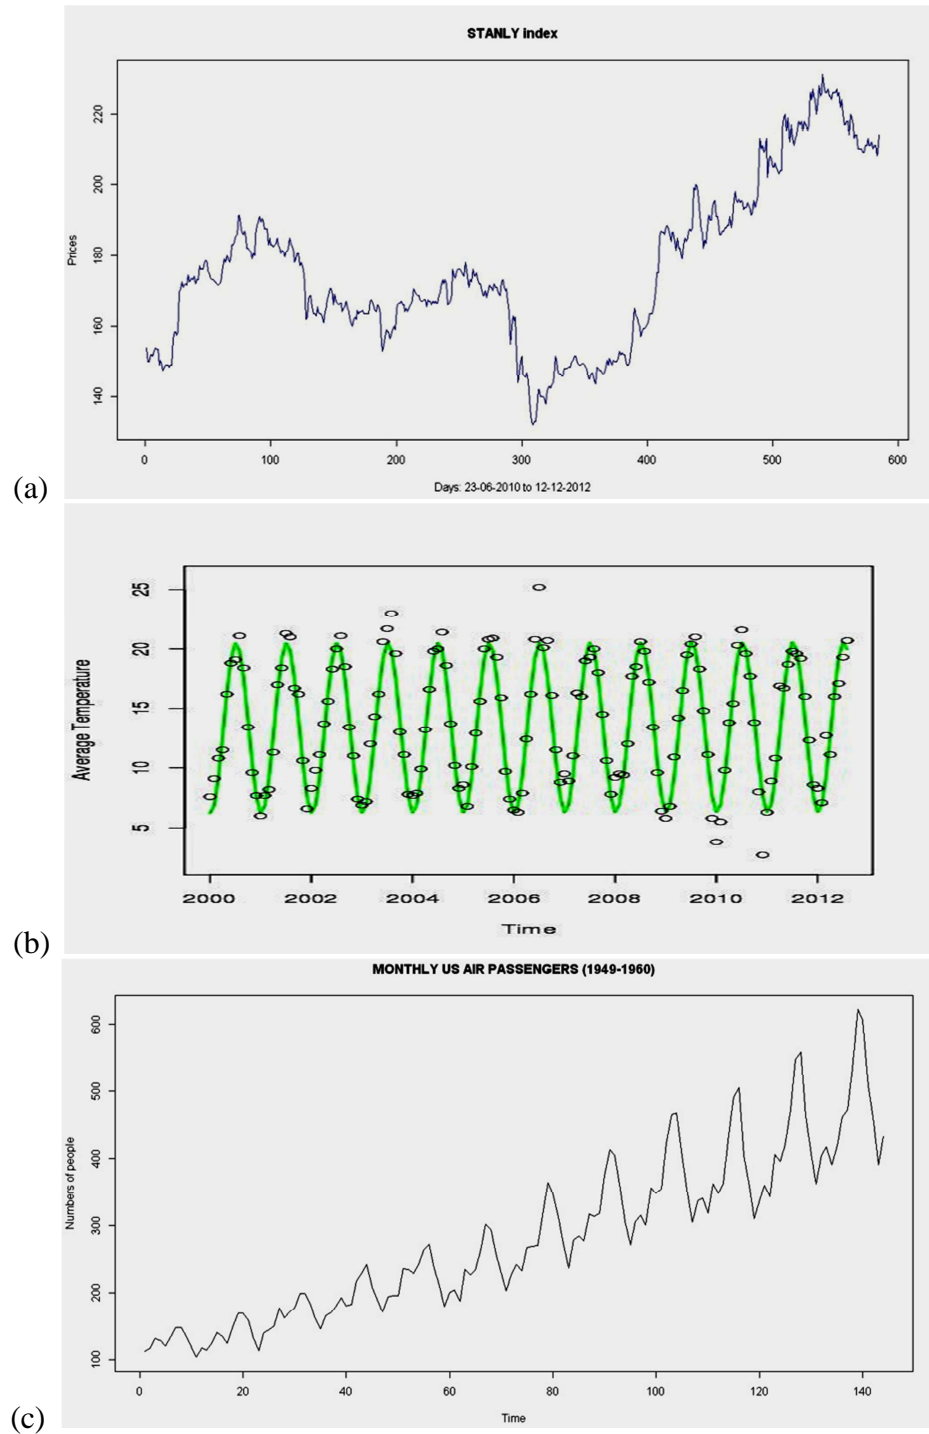 STANLY index
Prices
220
200
180
160
140
0 100 200 300 400 500 600
Days: 23-06-2010 to 12-12-2012
(a)
Average Temperature
25
20
15
10
5
2000 2002 2004 2006 2008 2010 2012
Time
(b)
MONTHLY US AIR PASSENGERS (1949-1960)
Numbers of people
600
500
400
300
200
100
0 20 40 60 80 100 120 140
Time
(c)